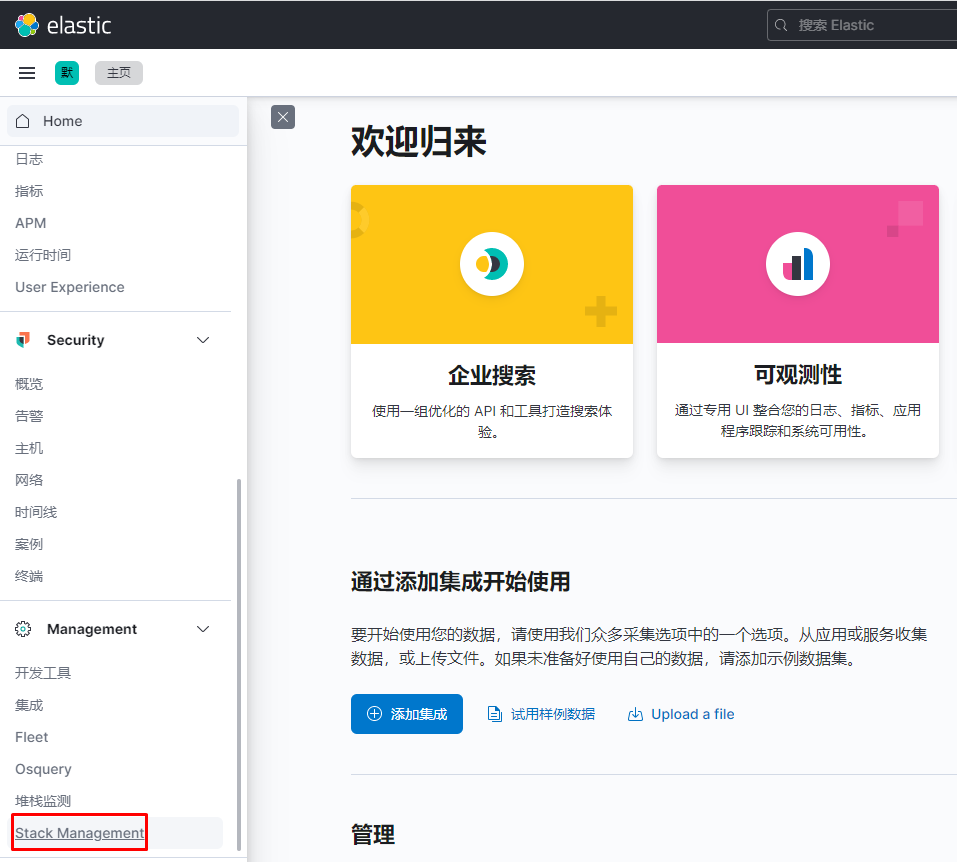 elastic
搜索 Elastic
默
主页
Home
日志
指标
APM
运行时间
User Experience
Security
概览
告警
主机
网络
时间线
案例
终端
Management
开发工具
集成
Fleet
Osquery
堆栈监测
Stack Management
欢迎归来
企业搜索
使用一组优化的 API 和工具打造搜索体
验。
可观测性
通过专用 UI 整合您的日志、指标、应用
程序跟踪和系统可用性。
通过添加集成开始使用
要开始使用您的数据，请使用我们众多采集选项中的一个选项。从应用或服务收集
数据，或上传文件。如果未准备好使用自己的数据，请添加示例数据集。
添加集成
试用样例数据
Upload a file
管理